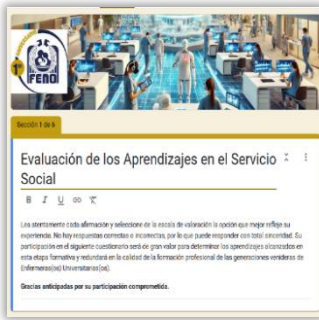 1°
FENO
Sección 1 de 6
Evaluación de los Aprendizajes en el Servicio
Social
B I U
Lea atentamente cada afirmación y seleccione de la escala de valoración la opción que mejor refleje su
experiencia. No hay respuestas correctas e incorrectas, por lo que puede responder con total sinceridad. Su
participación en el siguiente cuestionario será de gran valor para determinar los aprendizajes alcanzados en
esta etapa formativa y redundará en la calidad de la formación profesional de las generaciones venideras de
Enfermeras(os) Universitarias(os).
Gracias anticipadas por su participación comprometida.